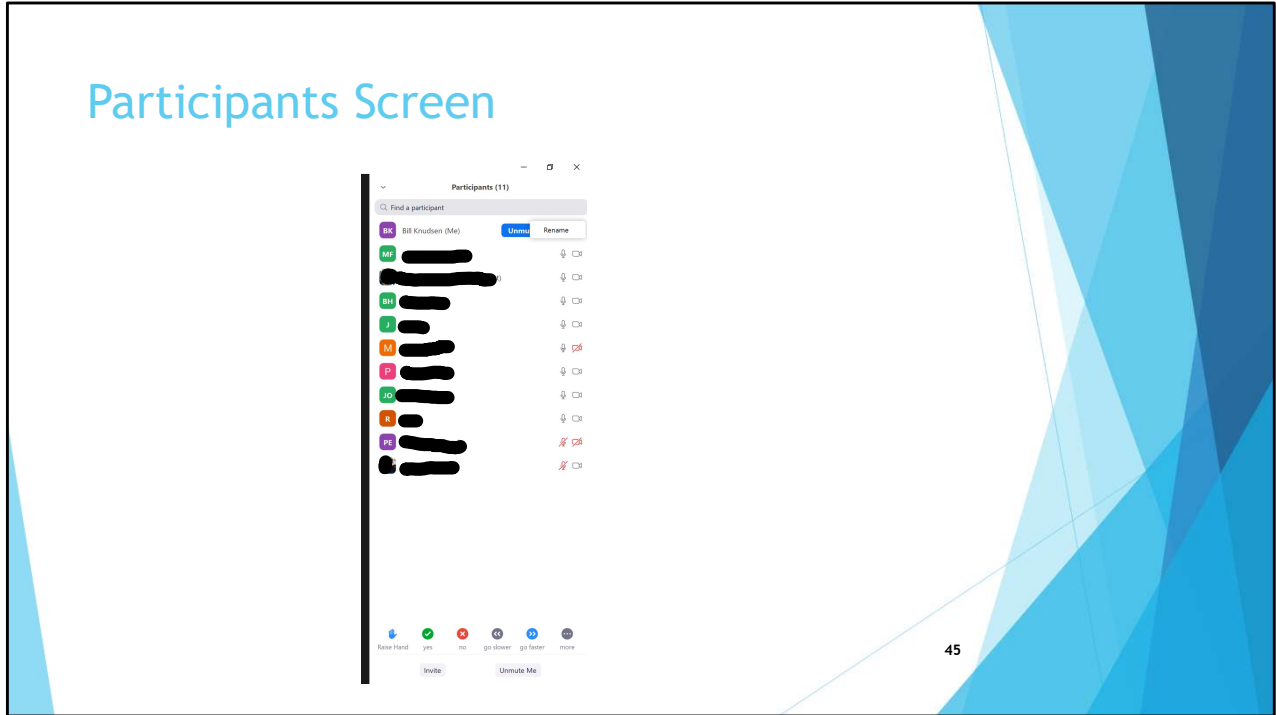 Participants Screen
Participants (11)
Find a participant
BK Bill Knudsen (Me) Unmu Rename
MF
BH
J
M
P
JO
R
PE
Raise Hand yes no go slower go faster more
Invite Unmute Me
45